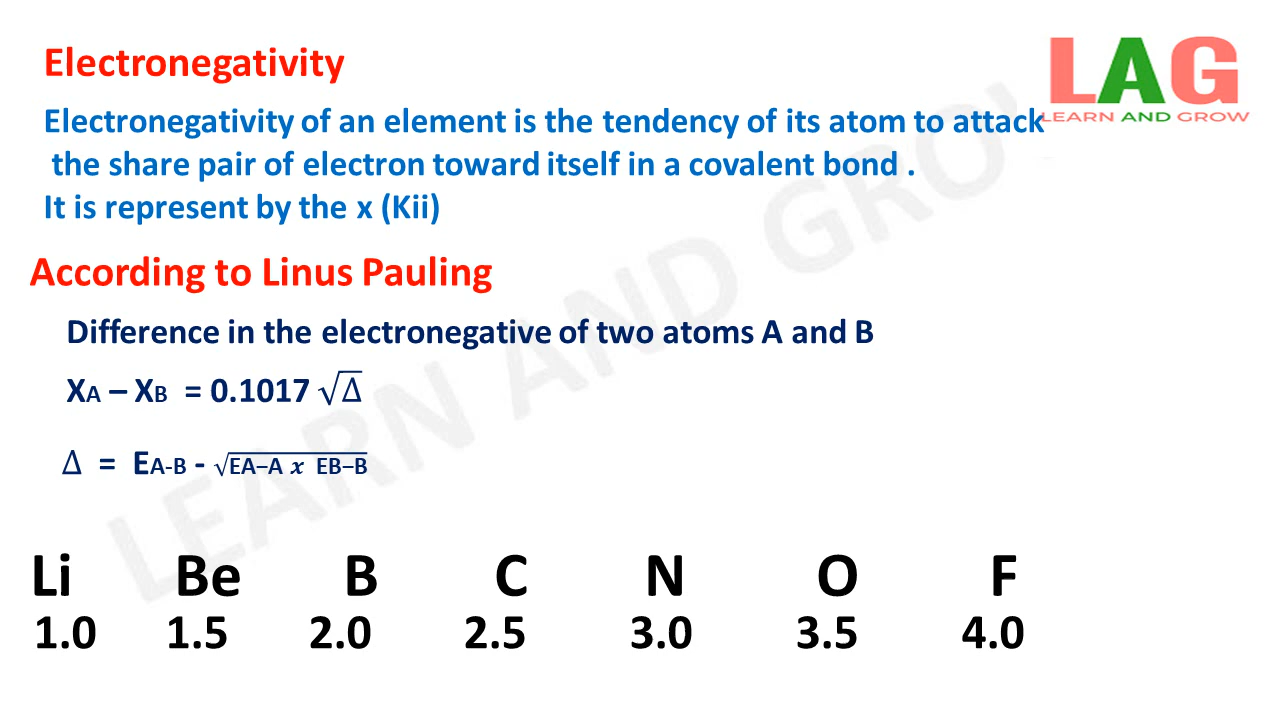 Electronegativity
LAG
LEARN AND GROW
Electronegativity of an element is the tendency of its atom to attack
the share pair of electron toward itself in a covalent bond .
It is represent by the x (Kii)
According to Linus Pauling
Difference in the electronegative of two atoms A and B
XA – XB = 0.1017 √Δ
Δ = EA-B - √EA–A x EB–B
Li Be B C N O F
1.0 1.5 2.0 2.5 3.0 3.5 4.0
LEARN AND GRO'